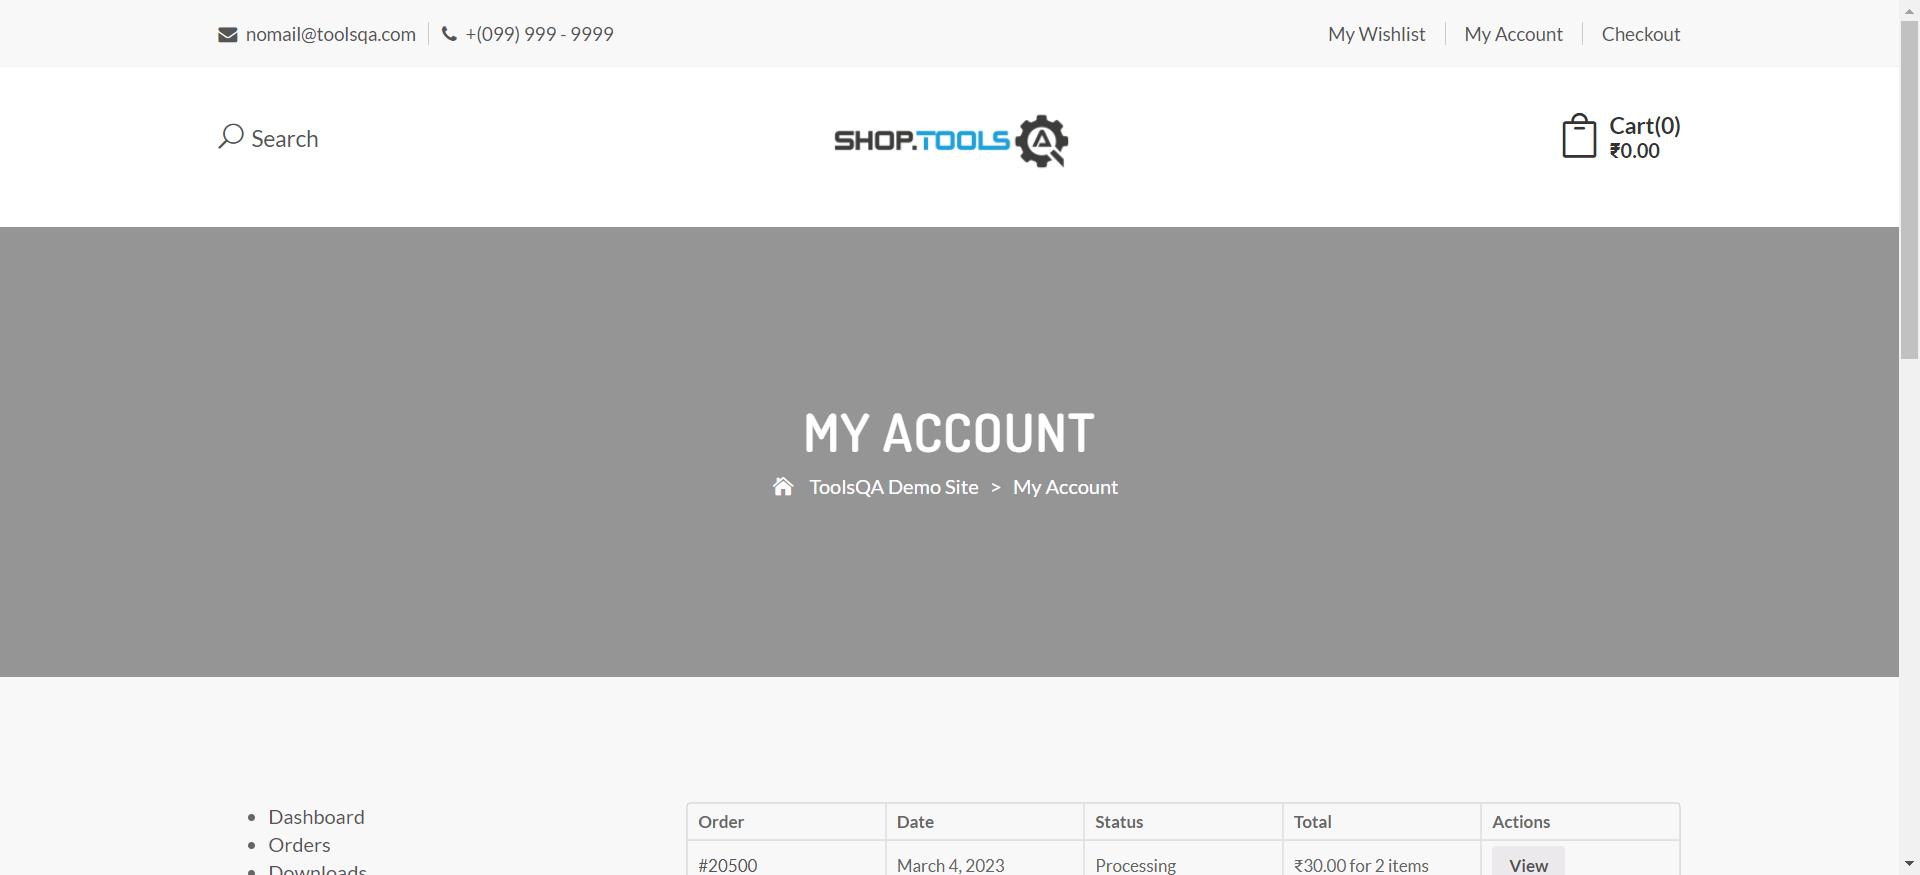 nomail@toolsqa.com
+(099) 999 - 9999
My Wishlist
My Account
Checkout
Search
SHOP.TOOLS
Cart(0)
₹0.00
MY ACCOUNT
ToolsQA Demo Site > My Account
Dashboard
Orders
Downloads
Order Date Status Total Actions
#20500 March 4, 2023 Processing ₹30.00 for 2 items View